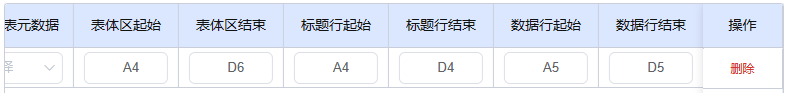 表元数据 表体区起始 表体区结束 标题行起始 标题行结束 数据行起始 数据行结束 操作
择 A4 D6 A4 D4 A5 D5 删除